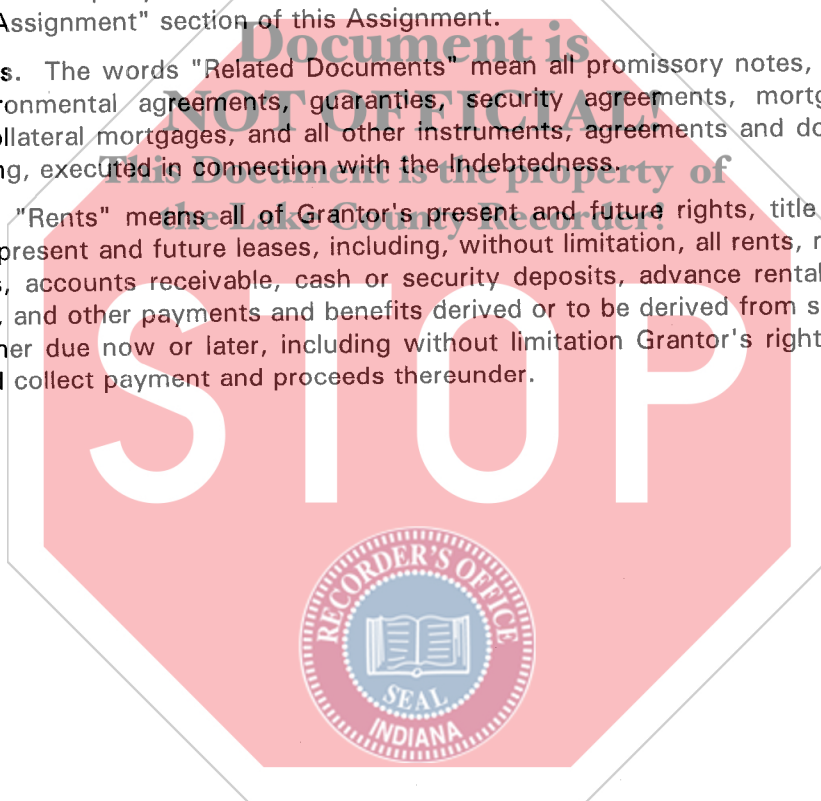 Assignment" section of this Assignment.
Document is
s. The words "Related Documents" mean all promissory notes,
ronmental agreements, guaranties, security agreements, mortg
NOT OFFICIAL!
ollateral mortgages, and all other instruments, agreements and do
ng, executed in connection with the Indebtedness.
This Document is the property of
the Lake County Recorder!
"Rents" means all of Grantor's present and future rights, title
present and future leases, including, without limitation, all rents, r
s, accounts receivable, cash or security deposits, advance rental
, and other payments and benefits derived or to be derived from s
her due now or later, including without limitation Grantor's right
d collect payment and proceeds thereunder.
STOP
RECORDER'S OFFICE
SEAL
INDIANA